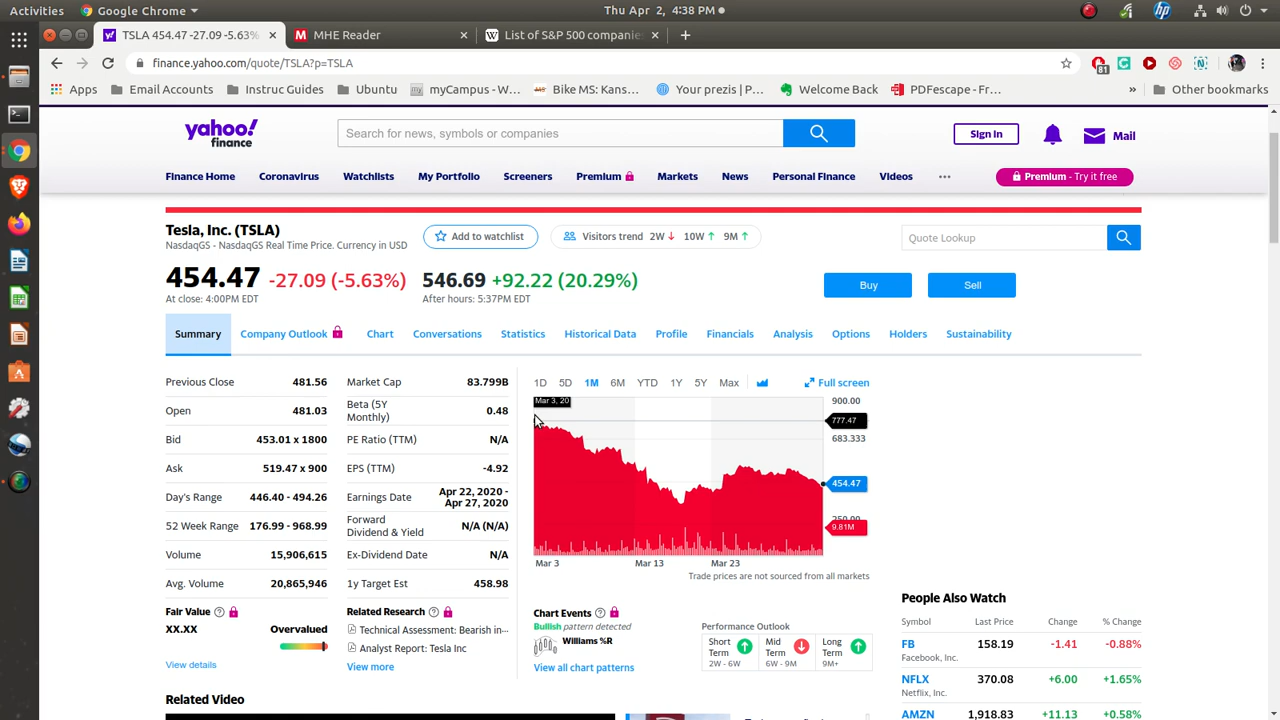 Activities Google Chrome Thu Apr 2, 4:38 PM
TSLA 454.47 -27.09 -5.63% MHE Reader List of S&P 500 companie
finance.yahoo.com/quote/TSLA?p=TSLA 81
Apps Email Accounts Instruc Guides Ubuntu myCampus - W... Bike MS: Kans... Your prezis | P... Welcome Back PDFescape - Fr... » Other bookmarks
yahoo! finance
Search for news, symbols or companies
Sign in Mail
Finance Home Coronavirus Watchlists My Portfolio Screeners Premium Markets News Personal Finance Videos ... Premium - Try it free
Tesla, Inc. (TSLA)
NasdaqGS - NasdaqGS Real Time Price. Currency in USD
Add to watchlist
Visitors trend 2W ↓ 10W ↑ 9M ↑
Quote Lookup
454.47 -27.09 (-5.63%) 546.69 +92.22 (20.29%)
At close: 4:00PM EDT After hours: 5:37PM EDT
Buy Sell
Summary Company Outlook Chart Conversations Statistics Historical Data Profile Financials Analysis Options Holders Sustainability
Previous Close 481.56
Open 481.03
Bid 453.01 x 1800
Ask 519.47 x 900
Day's Range 446.40 - 494.26
52 Week Range 176.99 - 968.99
Volume 15,906,615
Avg. Volume 20,865,946
Market Cap 83.799B
Beta (5Y Monthly) 0.48
PE Ratio (TTM) N/A
EPS (TTM) -4.92
Earnings Date Apr 22, 2020 - Apr 27, 2020
Forward Dividend & Yield N/A (N/A)
Ex-Dividend Date N/A
1y Target Est 458.98
1D 5D 1M 6M YTD 1Y 5Y Max Full screen
Mar 3, 20
900.00
777.47
683.333
454.47
9.81M
Mar 3 Mar 13 Mar 23
Trade prices are not sourced from all markets
Fair Value
XX.XX Overvalued
View details
Related Research
Technical Assessment: Bearish in...
Analyst Report: Tesla Inc
View more
Chart Events
Bullish pattern detected
Williams %R
View all chart patterns
Performance Outlook
Short Term 2W - 6W
Mid Term 6W - 9M
Long Term 9M+
People Also Watch
Symbol Last Price Change % Change
FB 158.19 -1.41 -0.88%
Facebook, Inc.
NFLX 370.08 +6.00 +1.65%
Netflix, Inc.
AMZN 1,918.83 +11.13 +0.58%
Related Video